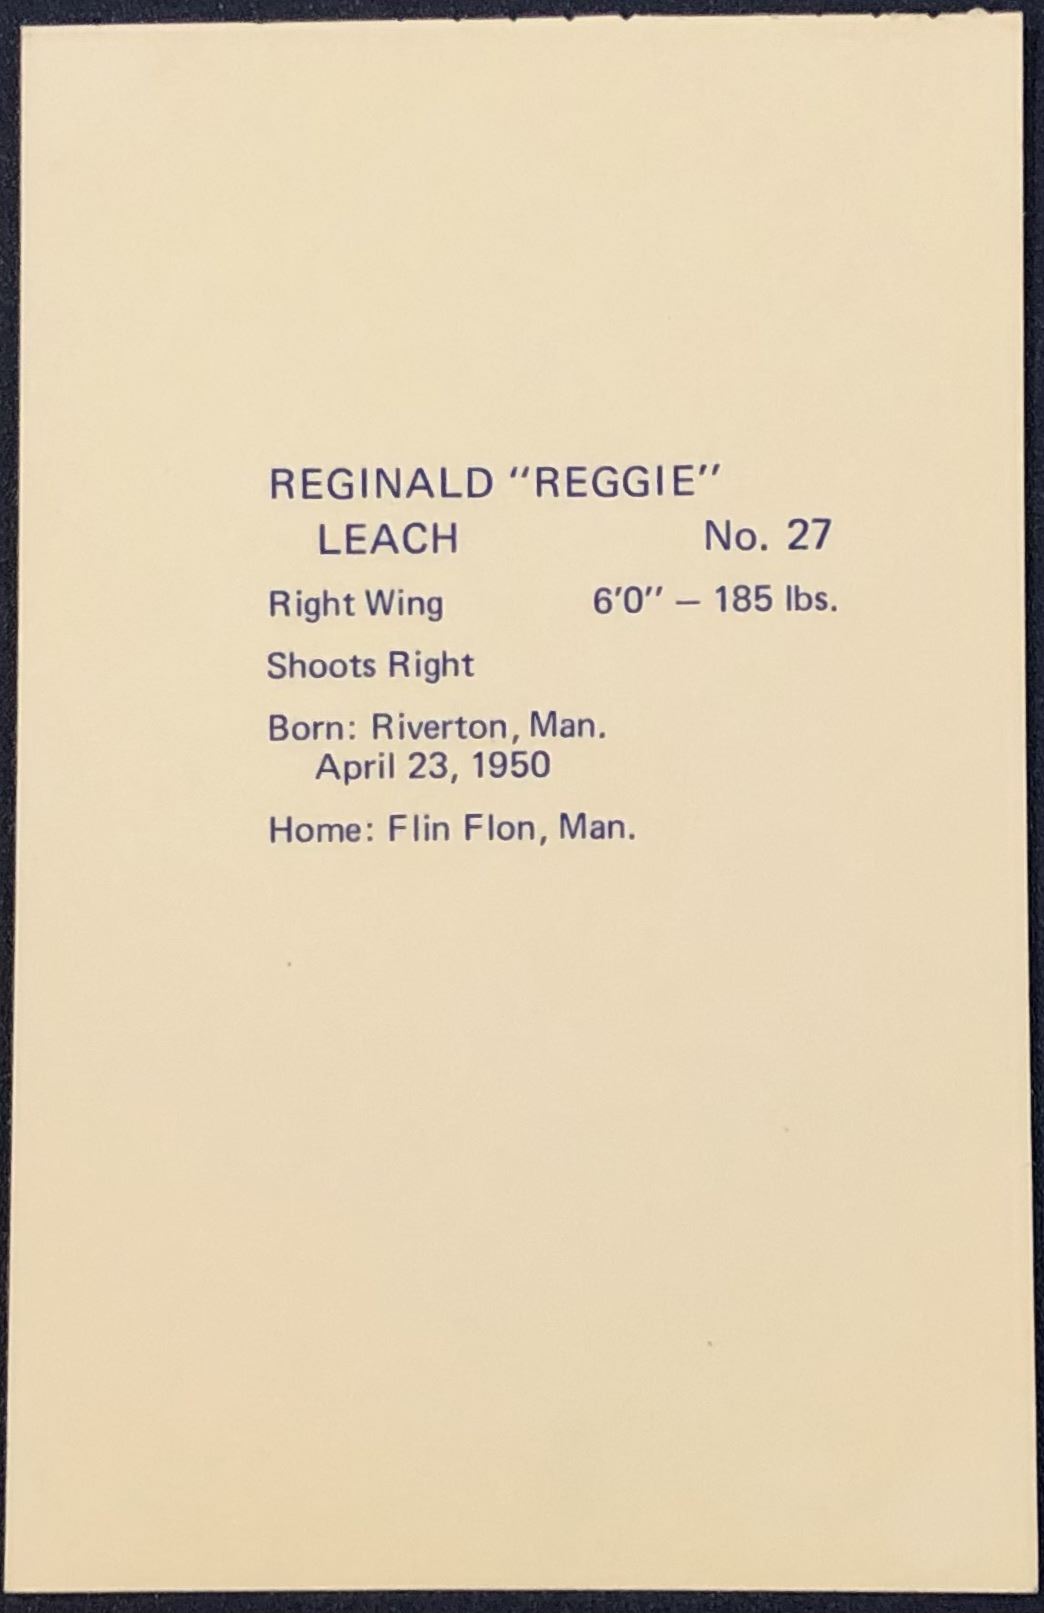 REGINALD "REGGIE"
LEACH No. 27
Right Wing 6'0" – 185 lbs.
Shoots Right
Born: Riverton, Man.
April 23, 1950
Home: Flin Flon, Man.